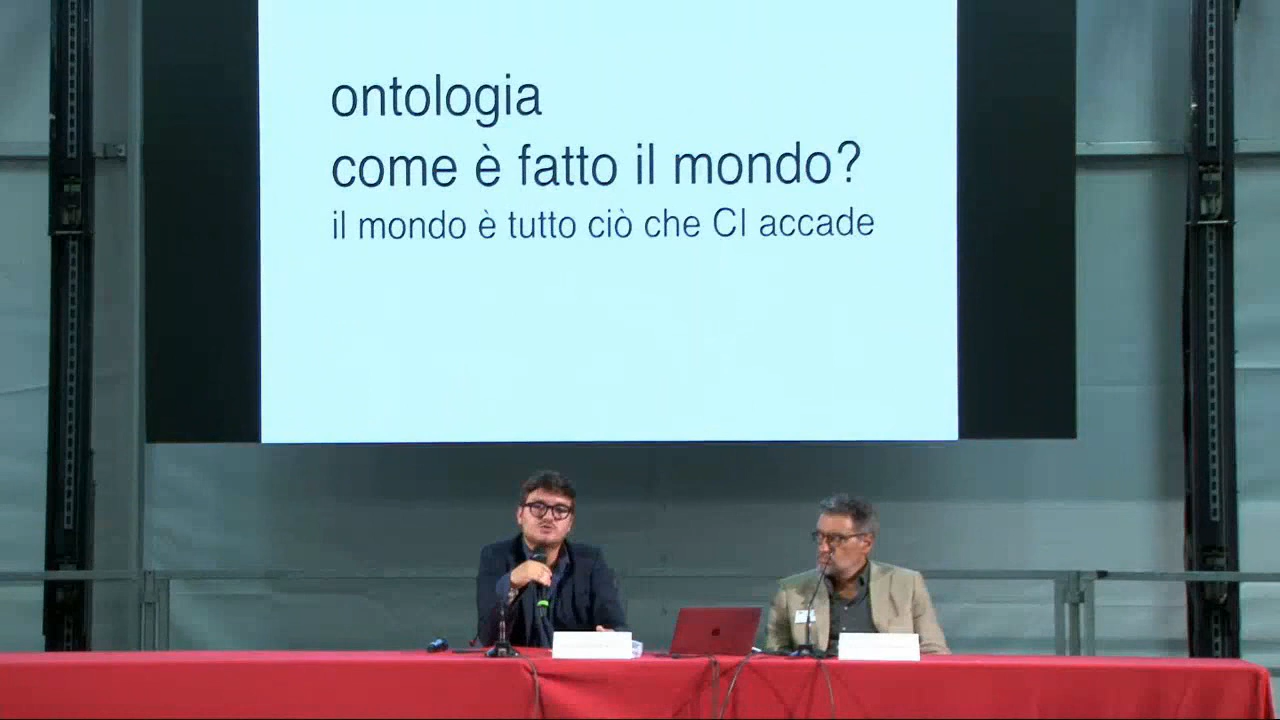 ontologia
come è fatto il mondo?
il mondo è tutto ciò che CI accade